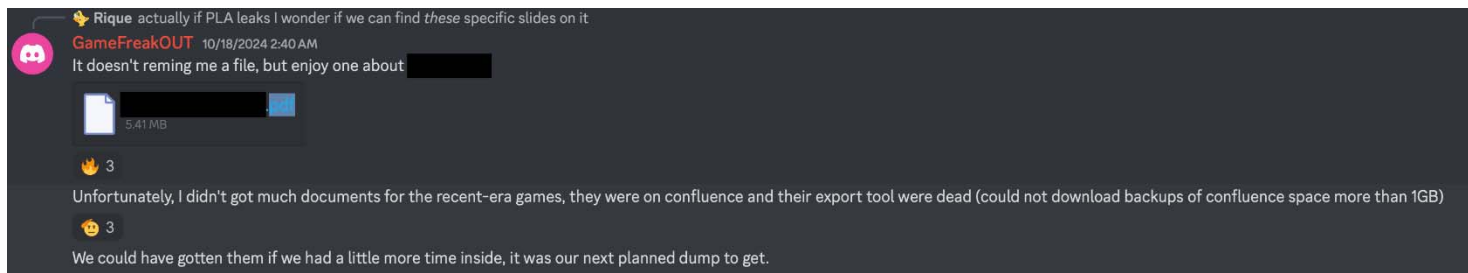 Rique actually if PLA leaks I wonder if we can find these specific slides on it
GameFreakOUT 10/18/2024 2:40 AM
It doesn't reming me a file, but enjoy one about
.pdf
5.41 MB
3
Unfortunately, I didn't got much documents for the recent-era games, they were on confluence and their export tool were dead (could not download backups of confluence space more than 1GB)
3
We could have gotten them if we had a little more time inside, it was our next planned dump to get.